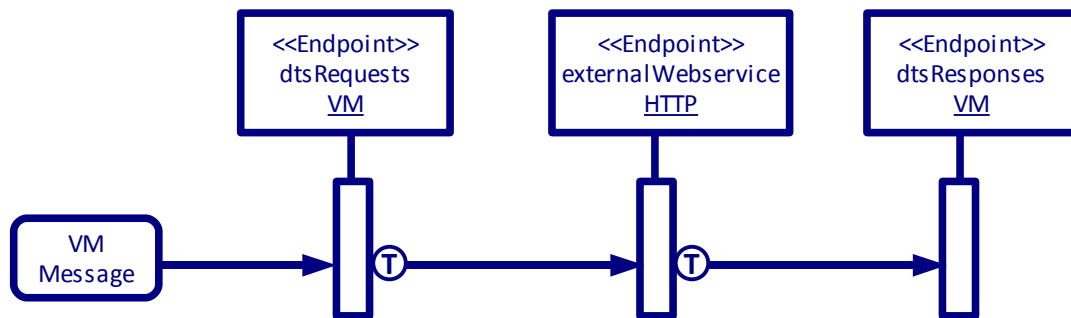 <<Endpoint>>
dtsRequests
VM
<<Endpoint>>
externalWebservice
HTTP
<<Endpoint>>
dtsResponses
VM
VM
Message
T
T